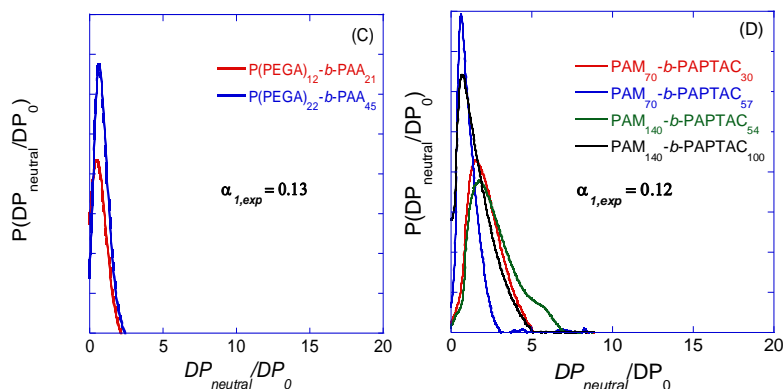 (C)
P(PEGA)12-b-PAA21
P(PEGA)22-b-PAA45
α1,exp = 0.13
P(DPneutral/DP0)
0 5 10 15 20
DPneutral/DP0
(D)
PAM70-b-PAPTAC30
PAM70-b-PAPTAC57
PAM140-b-PAPTAC54
PAM140-b-PAPTAC100
α1,exp = 0.12
P(DPneutral/DP0)
0 5 10 15 20
DPneutral/DP0